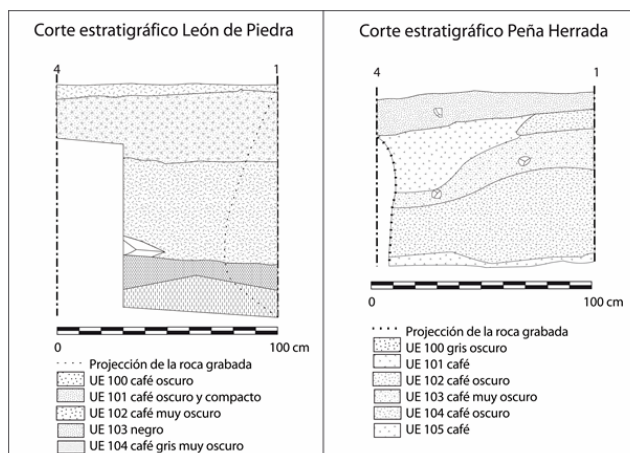 Corte estratigráfico León de Piedra
4
1
0
100 cm
Projección de la roca grabada
UE 100 café oscuro
UE 101 café oscuro y compacto
UE 102 café muy oscuro
UE 103 negro
UE 104 café gris muy oscuro
Corte estratigráfico Peña Herrada
4
1
0
100 cm
Projección de la roca grabada
UE 100 gris oscuro
UE 101 café
UE 102 café oscuro
UE 103 café muy oscuro
UE 104 café oscuro
UE 105 café